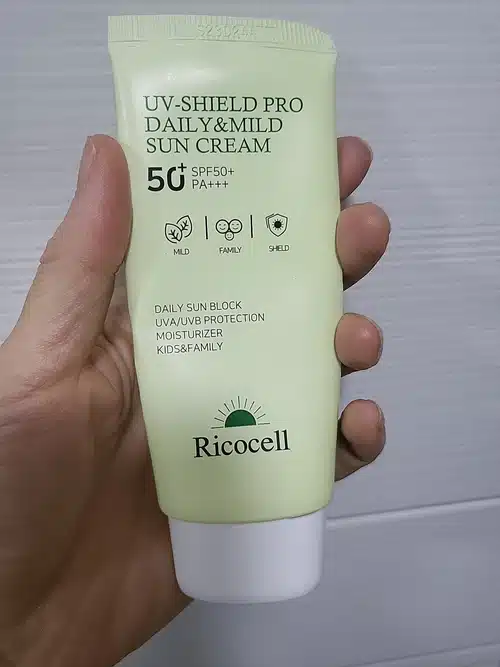 UV-SHIELD PRO
DAILY&MILD
SUN CREAM
50+ SPF50+
PA+++
MILD
FAMILY
SHIELD
DAILY SUN BLOCK
UVA/UVB PROTECTION
MOISTURIZER
KIDS&FAMILY
Ricocell